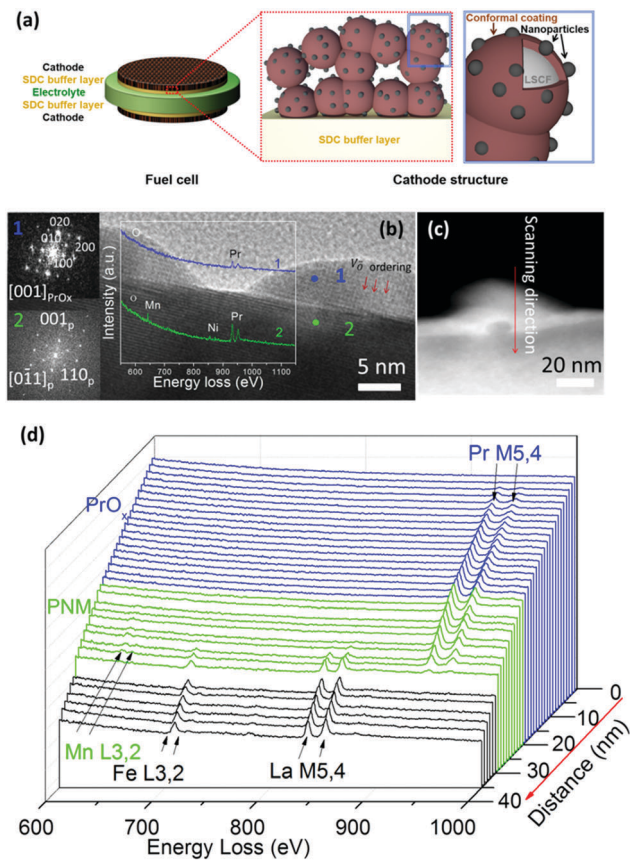 (a)
Cathode
SDC buffer layer
Electrolyte
SDC buffer layer
Cathode
Fuel cell
SDC buffer layer
Cathode structure
Conformal coating
Nanoparticles
LSCF
1
020
200
100
[001]PrOx
2
001p
[01̄1]p
110p
Intensity (a.u.)
O
Pr
1
O
Mn
Ni
Pr
2
600 700 800 900 1000 1100
Energy loss (eV)
(b)
VÖ ordering
1
2
5 nm
(c)
Scanning direction
20 nm
(d)
PrOx
PNM
Pr M5,4
Mn L3,2
Fe L3,2
La M5,4
600 700 800 900 1000
Energy Loss (eV)
0
10
20
30
40
Distance (nm)